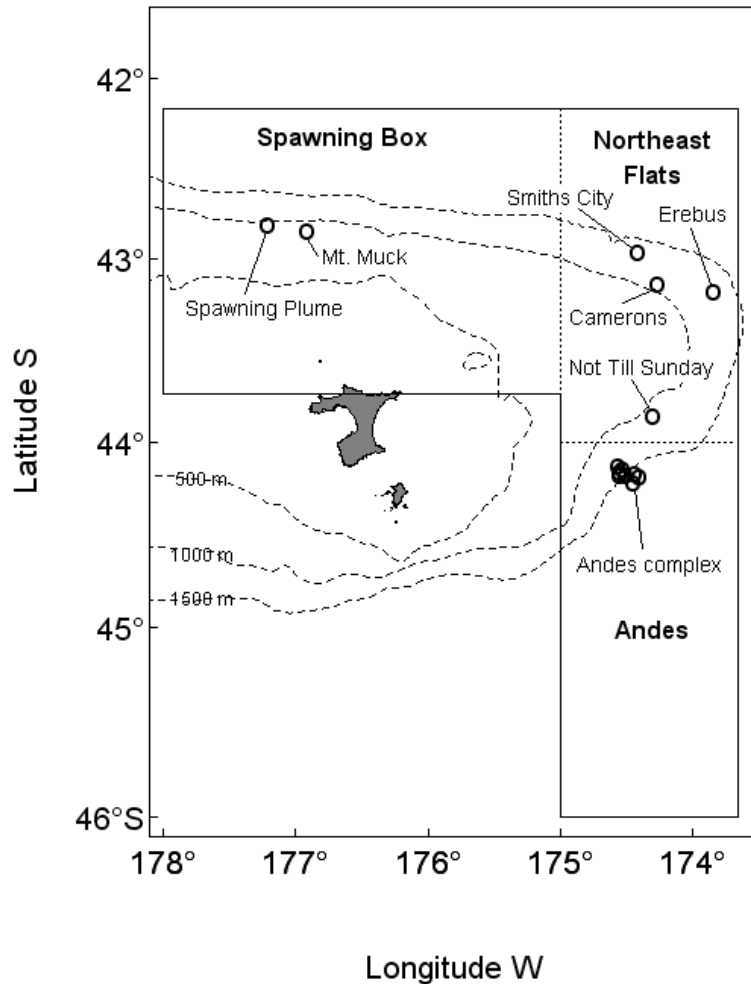 42°
Spawning Box
Northeast
Flats
Smiths City
Erebus
Mt. Muck
43°
Spawning Plume
Camerons
Not Till Sunday
Latitude S
44°
500 m
1000 m
Andes complex
1500 m
45°
Andes
46°S
178°
177°
176°
175°
174°
Longitude W